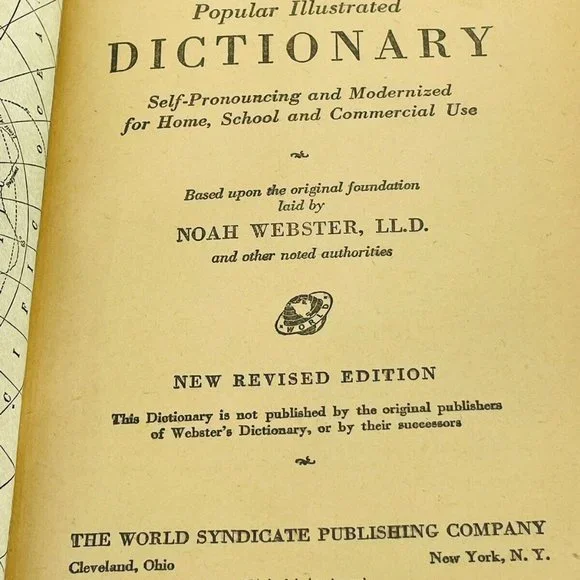 Popular Illustrated
DICTIONARY
Self-Pronouncing and Modernized
for Home, School and Commercial Use
Based upon the original foundation
laid by
NOAH WEBSTER, LL.D.
and other noted authorities
WORLD
NEW REVISED EDITION
This Dictionary is not published by the original publishers
of Webster's Dictionary, or by their successors
THE WORLD SYNDICATE PUBLISHING COMPANY
Cleveland, Ohio New York, N. Y.